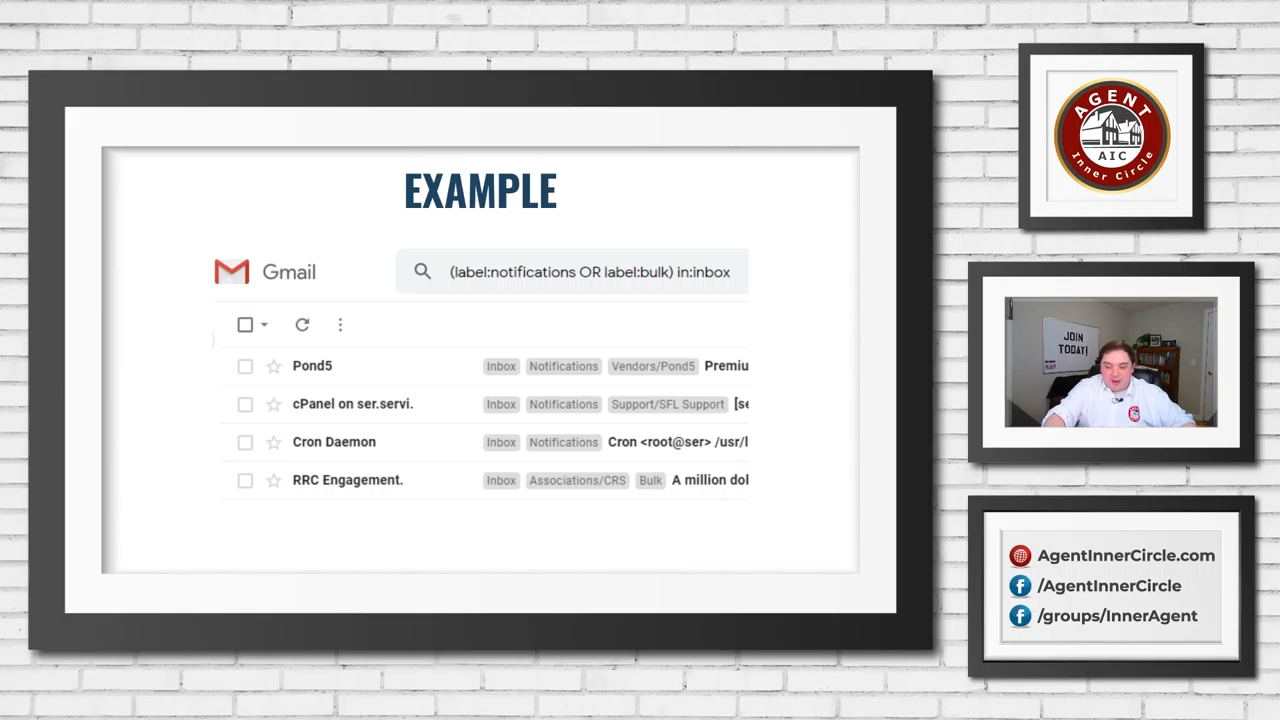 EXAMPLE
Gmail
(label:notifications OR label:bulk) in:inbox
Pond5 Inbox Notifications Vendors/Pond5 Premiu
cPanel on ser.servi. Inbox Notifications Support/SFL Support [se
Cron Daemon Inbox Notifications Cron <root@ser> /usr/l
RRC Engagement. Inbox Associations/CRS Bulk A million dol
AGENT
AIC
Inner Circle
JOIN
TODAY!
AgentInnerCircle.com
/AgentInnerCircle
/groups/InnerAgent